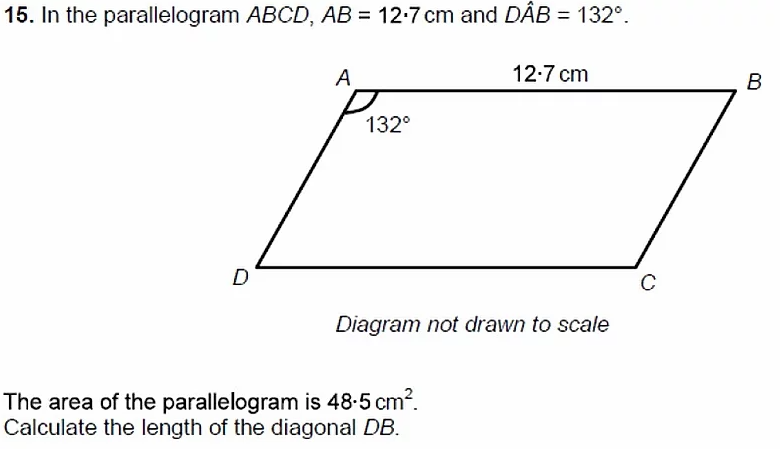 15. In the parallelogram ABCD, AB = 12·7 cm and DÂB = 132°.
12·7 cm
A
B
132°
D
C
Diagram not drawn to scale
The area of the parallelogram is 48·5 cm².
Calculate the length of the diagonal DB.